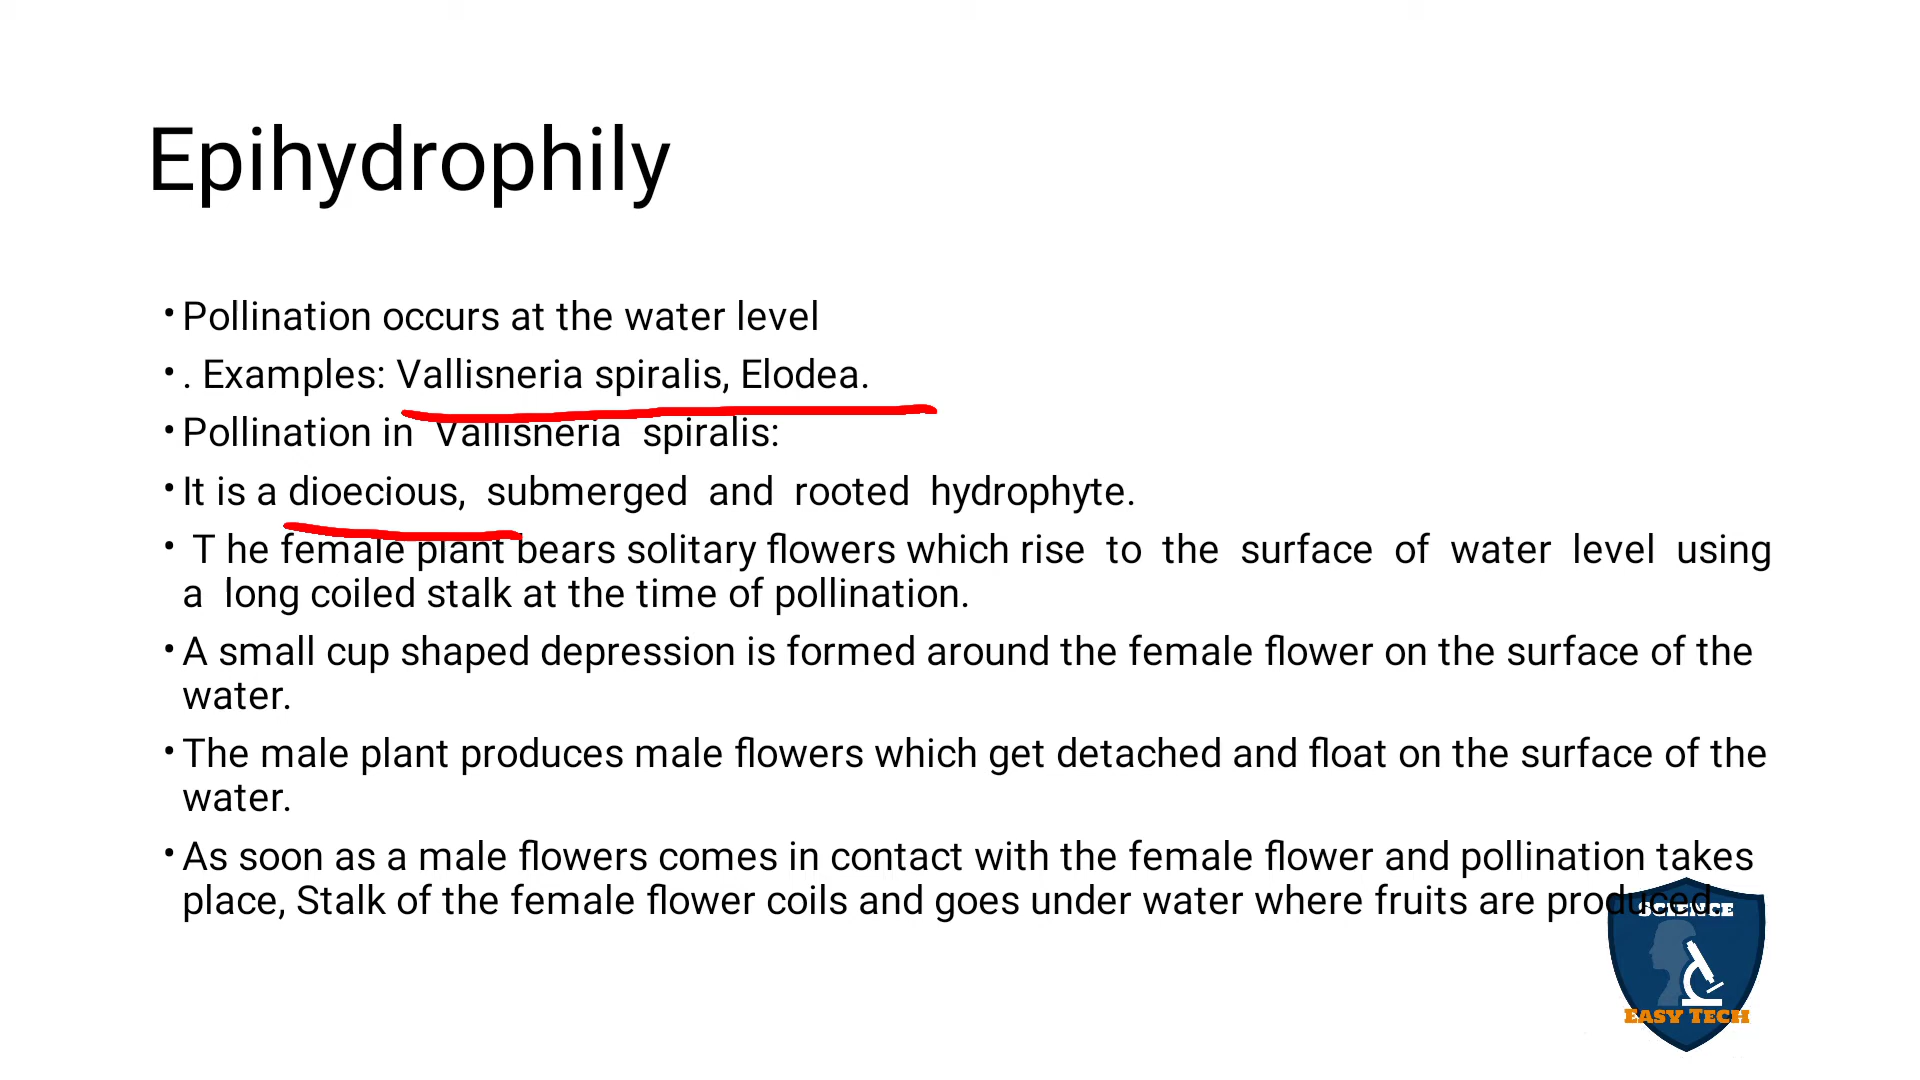 Epihydrophily
• Pollination occurs at the water level
• . Examples: Vallisneria spiralis, Elodea.
• Pollination in Vallisneria spiralis:
• It is a dioecious, submerged and rooted hydrophyte.
• T he female plant bears solitary flowers which rise to the surface of water level using
a long coiled stalk at the time of pollination.
• A small cup shaped depression is formed around the female flower on the surface of the
water.
• The male plant produces male flowers which get detached and float on the surface of the
water.
• As soon as a male flowers comes in contact with the female flower and pollination takes
place, Stalk of the female flower coils and goes under water where fruits are produced.
SCIENCE
EASY TECH